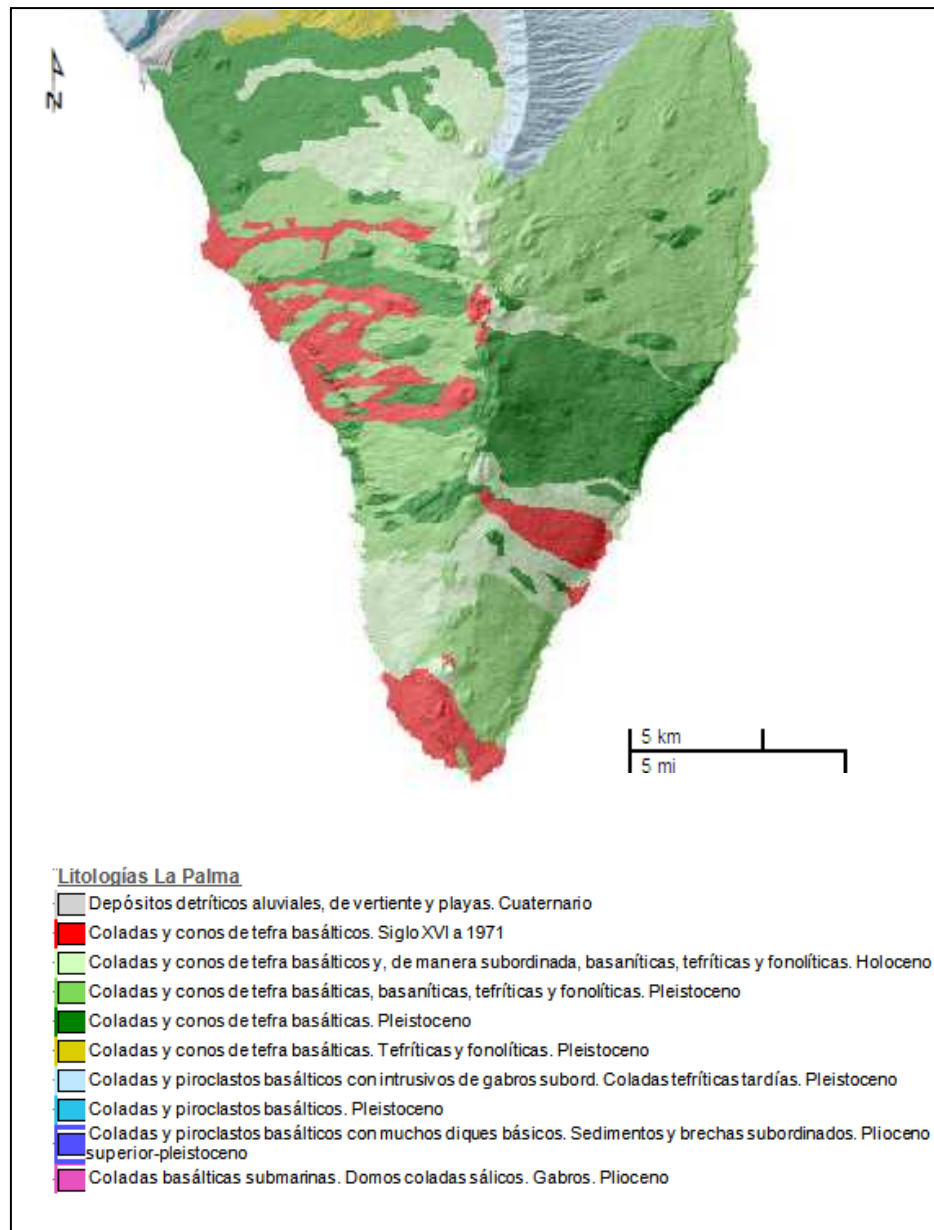 N
5 km
5 mi
Litologías La Palma
Depósitos detríticos aluviales, de vertiente y playas. Cuaternario
Coladas y conos de tefra basálticos. Siglo XVI a 1971
Coladas y conos de tefra basálticos y, de manera subordinada, basaníticas, tefríticas y fonolíticas. Holoceno
Coladas y conos de tefra basálticas, basaníticas, tefríticas y fonolíticas. Pleistoceno
Coladas y conos de tefra basálticas. Pleistoceno
Coladas y conos de tefra basálticas. Tefríticas y fonolíticas. Pleistoceno
Coladas y piroclastos basálticos con intrusivos de gabros subord. Coladas tefríticas tardías. Pleistoceno
Coladas y piroclastos basálticos. Pleistoceno
Coladas y piroclastos basálticos con muchos diques básicos. Sedimentos y brechas subordinados. Plioceno
superior-pleistoceno
Coladas basálticas submarinas. Domos coladas sálicos. Gabros. Plioceno